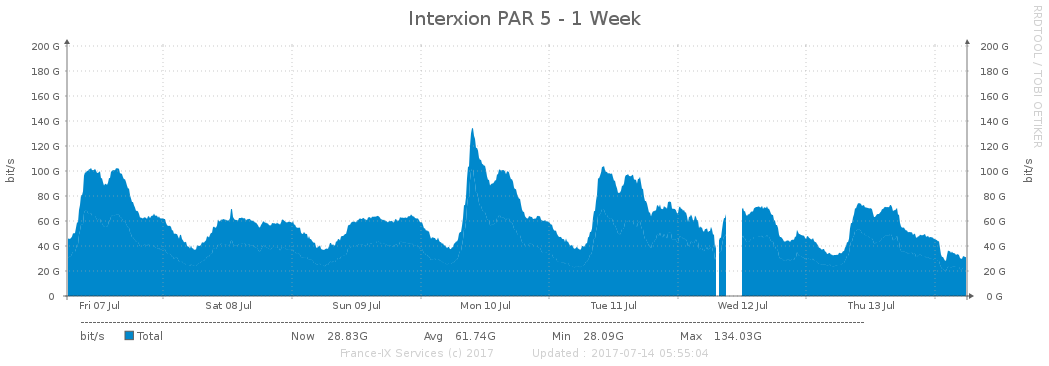 Interxion PAR 5 - 1 Week
RRDTOOL / TOBI OETIKER
200 G 200 G
180 G 180 G
160 G 160 G
140 G 140 G
120 G 120 G
100 G 100 G
80 G 80 G
60 G 60 G
40 G 40 G
20 G 20 G
0 0 G
bit/s bit/s
Fri 07 Jul Sat 08 Jul Sun 09 Jul Mon 10 Jul Tue 11 Jul Wed 12 Jul Thu 13 Jul
bit/s Total Now 28.83G Avg 61.74G Min 28.09G Max 134.03G
France-IX Services (c) 2017 Updated : 2017-07-14 05:55:04